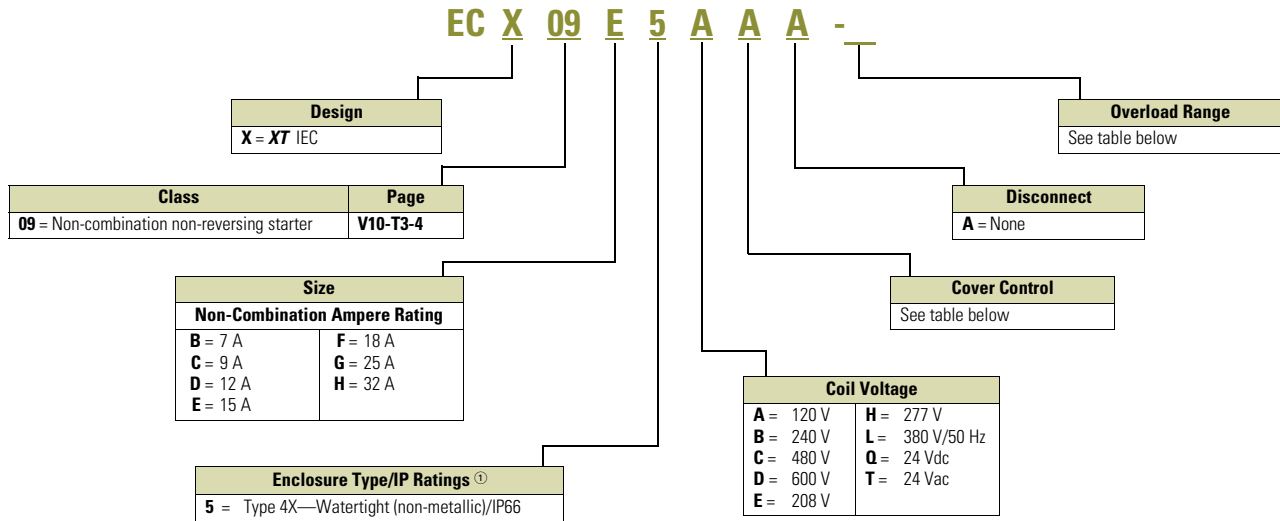 EC X 09 E 5 A A A -_
Design
X = XT IEC
Overload Range
See table below
Class Page
09 = Non-combination non-reversing starter V10-T3-4
Disconnect
A = None
Size
Non-Combination Ampere Rating
B = 7 A F = 18 A
C = 9 A G = 25 A
D = 12 A H = 32 A
E = 15 A
Cover Control
See table below
Coil Voltage
A = 120 V H = 277 V
B = 240 V L = 380 V/50 Hz
C = 480 V Q = 24 Vdc
D = 600 V T = 24 Vac
E = 208 V
Enclosure Type/IP Ratings ①
5 = Type 4X—Watertight (non-metallic)/IP66